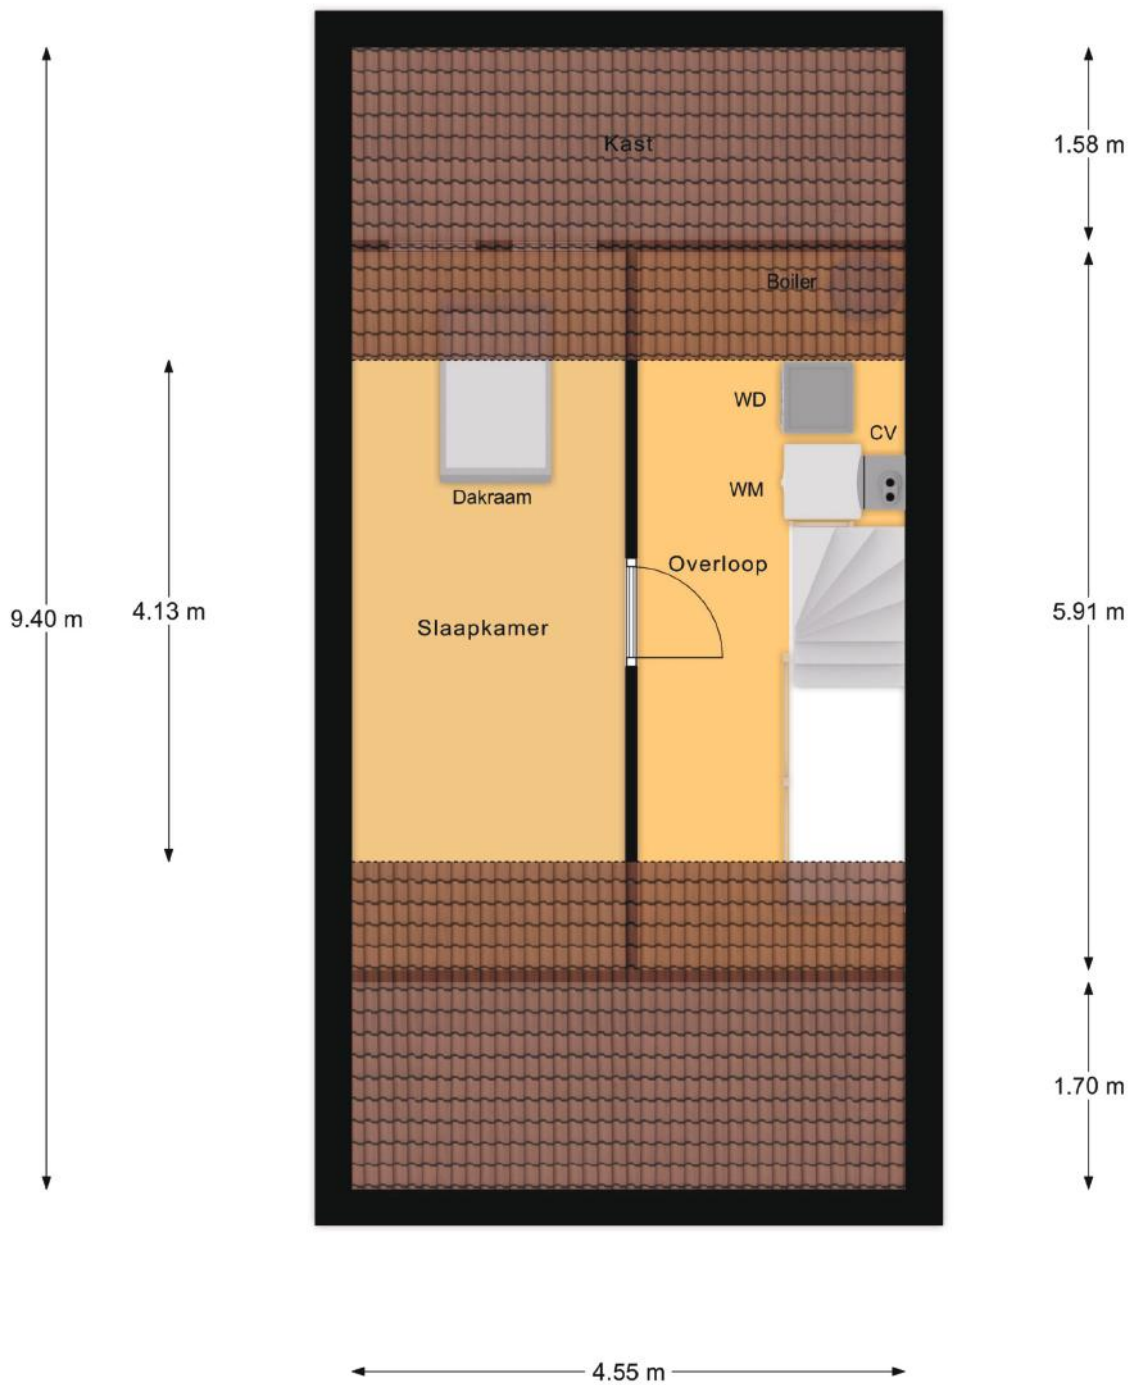 Kast
1.58 m
Boiler
WD
CV
WM
Dakraam
Overloop
9.40 m
4.13 m
Slaapkamer
5.91 m
1.70 m
4.55 m